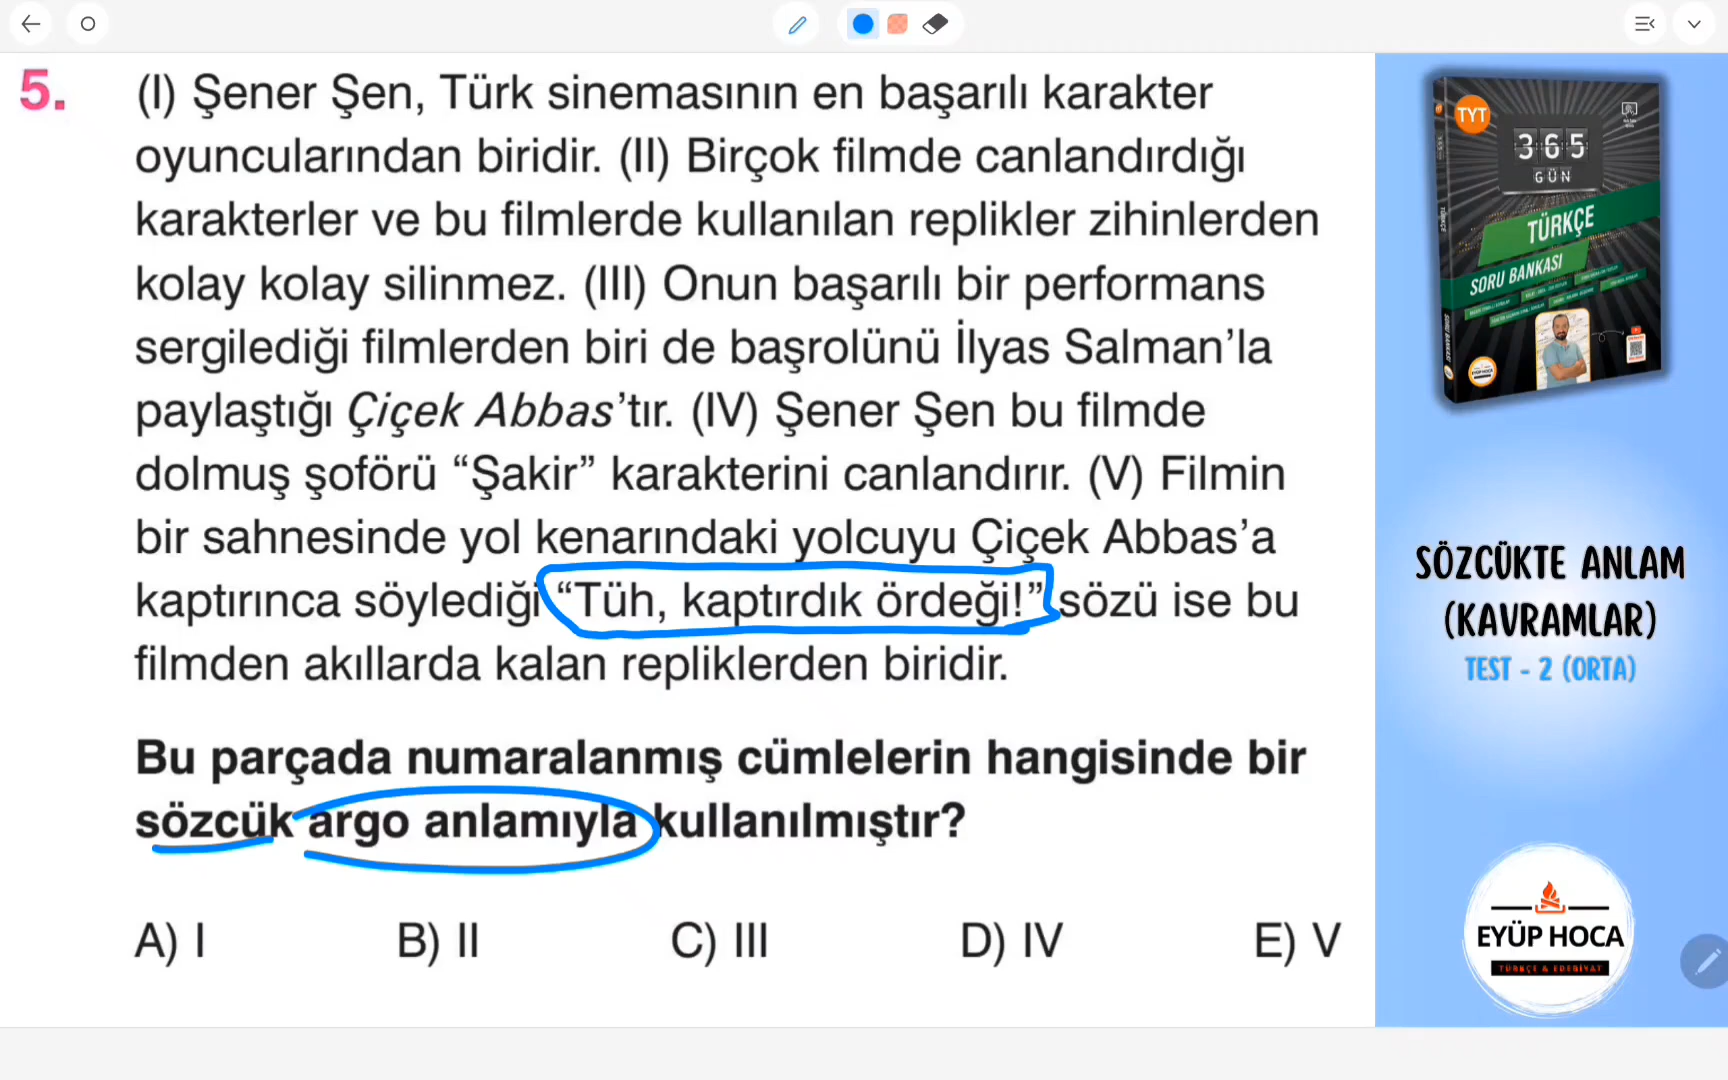 5. (I) Şener Şen, Türk sinemasının en başarılı karakter
oyuncularından biridir. (II) Birçok filmde canlandırdığı
karakterler ve bu filmlerde kullanılan replikler zihinlerden
kolay kolay silinmez. (III) Onun başarılı bir performans
sergilediği filmlerden biri de başrolünü İlyas Salman’la
paylaştığı Çiçek Abbas’tır. (IV) Şener Şen bu filmde
dolmuş şoförü “Şakir” karakterini canlandırır. (V) Filmin
bir sahnesinde yol kenarındaki yolcuyu Çiçek Abbas’a
kaptırınca söylediği “Tüh, kaptırdık ördeği!” sözü ise bu
filmden akıllarda kalan repliklerden biridir.
Bu parçada numaralanmış cümlelerin hangisinde bir
sözcük argo anlamıyla kullanılmıştır?
A) I B) II C) III D) IV E) V
TYT
365
GÜN
TÜRKÇE
SORU BANKASI
SÖZCÜKTE ANLAM
(KAVRAMLAR)
TEST - 2 (ORTA)
EYÜP HOCA
TÜRKÇE & EDEBİYAT